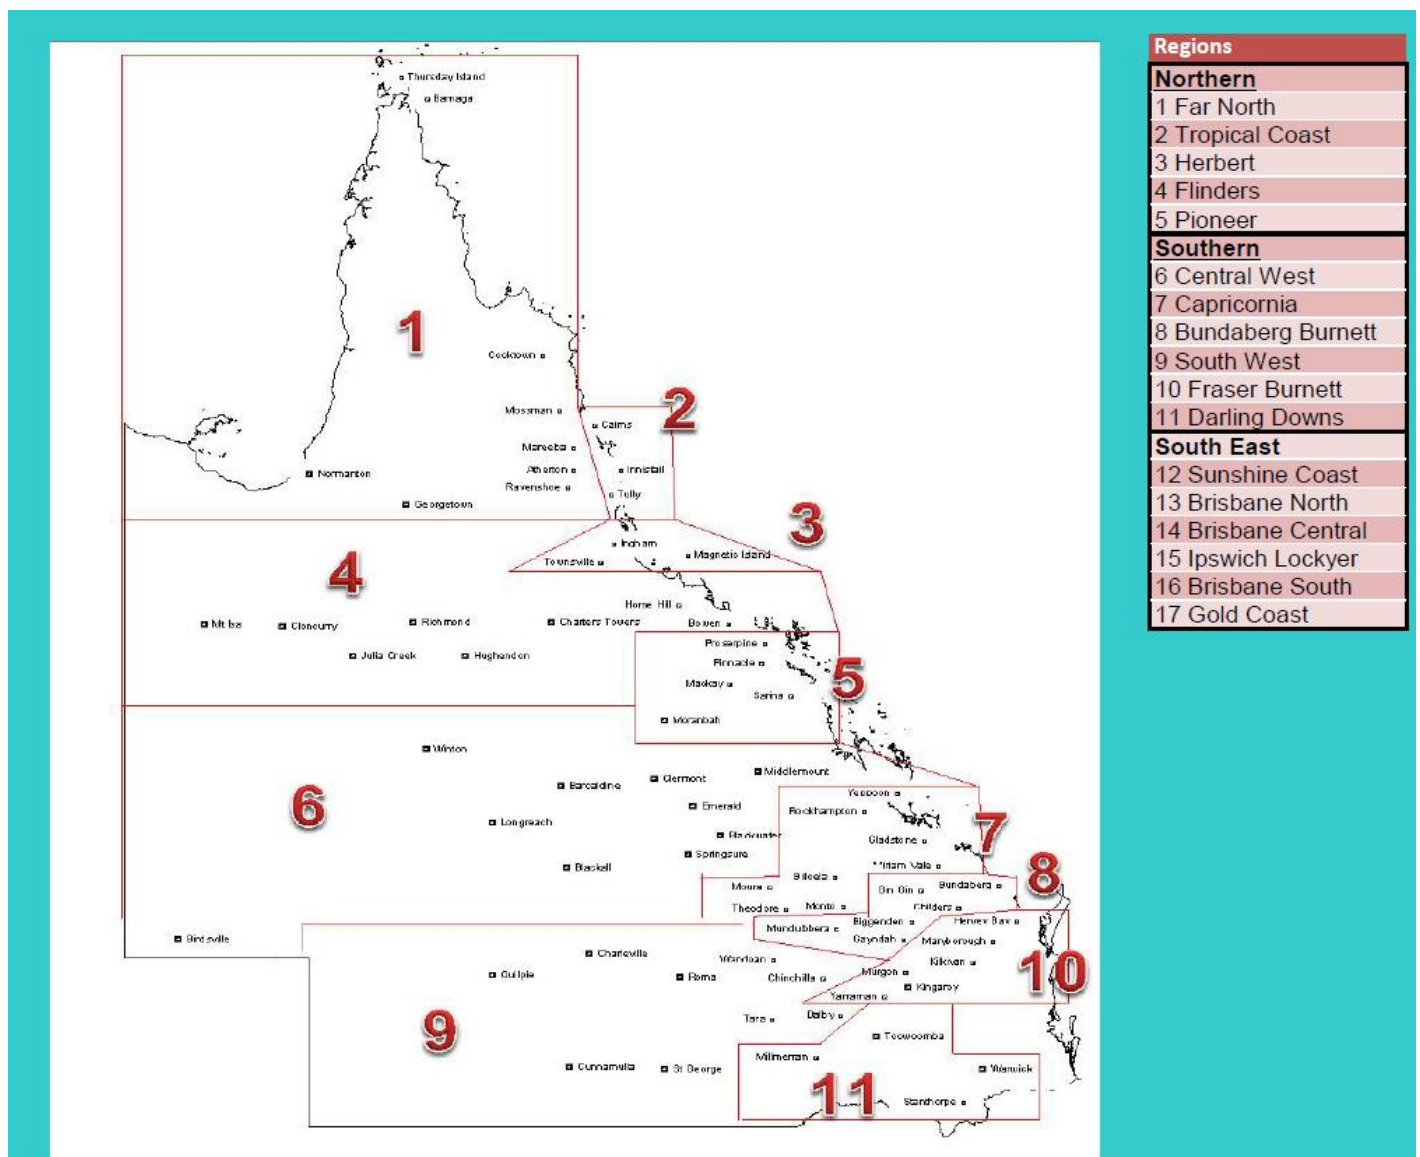 Thursday Island
Bamaga
1
Cooktown
2
Mossman
Cairns
Mareeba
Atherton
Innisfail
Normanton
Ravenshoe
Tully
Georgetown
3
Ingham
Magnetic Island
Townsville
4
Home Hill
Mt Isa
Cloncurry
Richmond
Charters Towers
Bowen
Proserpine
Julia Creek
Hughendon
Pinnacle
5
Mackay
Sarina
Moranbah
Winton
Middlemount
Clermont
Barcaldine
Yeppoon
6
Emerald
Rockhampton
Longreach
Blackwater
Gladstone
7
Springsure
Blackall
Miriam Vale
Biloela
8
Moura
Gin Gin
Bundaberg
Theodore
Monto
Childers
Biggenden
Hervey Bay
Mundubbera
Birdsville
Gayndah
Maryborough
Charleville
Wandoan
Kilkivan
10
Quilpie
Roma
Chinchilla
Murgon
Kingaroy
Yarraman
9
Tara
Dalby
Toowoomba
Millmerran
Cunnamulla
St George
Warwick
11
Stanthorpe
Regions
Northern
1 Far North
2 Tropical Coast
3 Herbert
4 Flinders
5 Pioneer
Southern
6 Central West
7 Capricornia
8 Bundaberg Burnett
9 South West
10 Fraser Burnett
11 Darling Downs
South East
12 Sunshine Coast
13 Brisbane North
14 Brisbane Central
15 Ipswich Lockyer
16 Brisbane South
17 Gold Coast